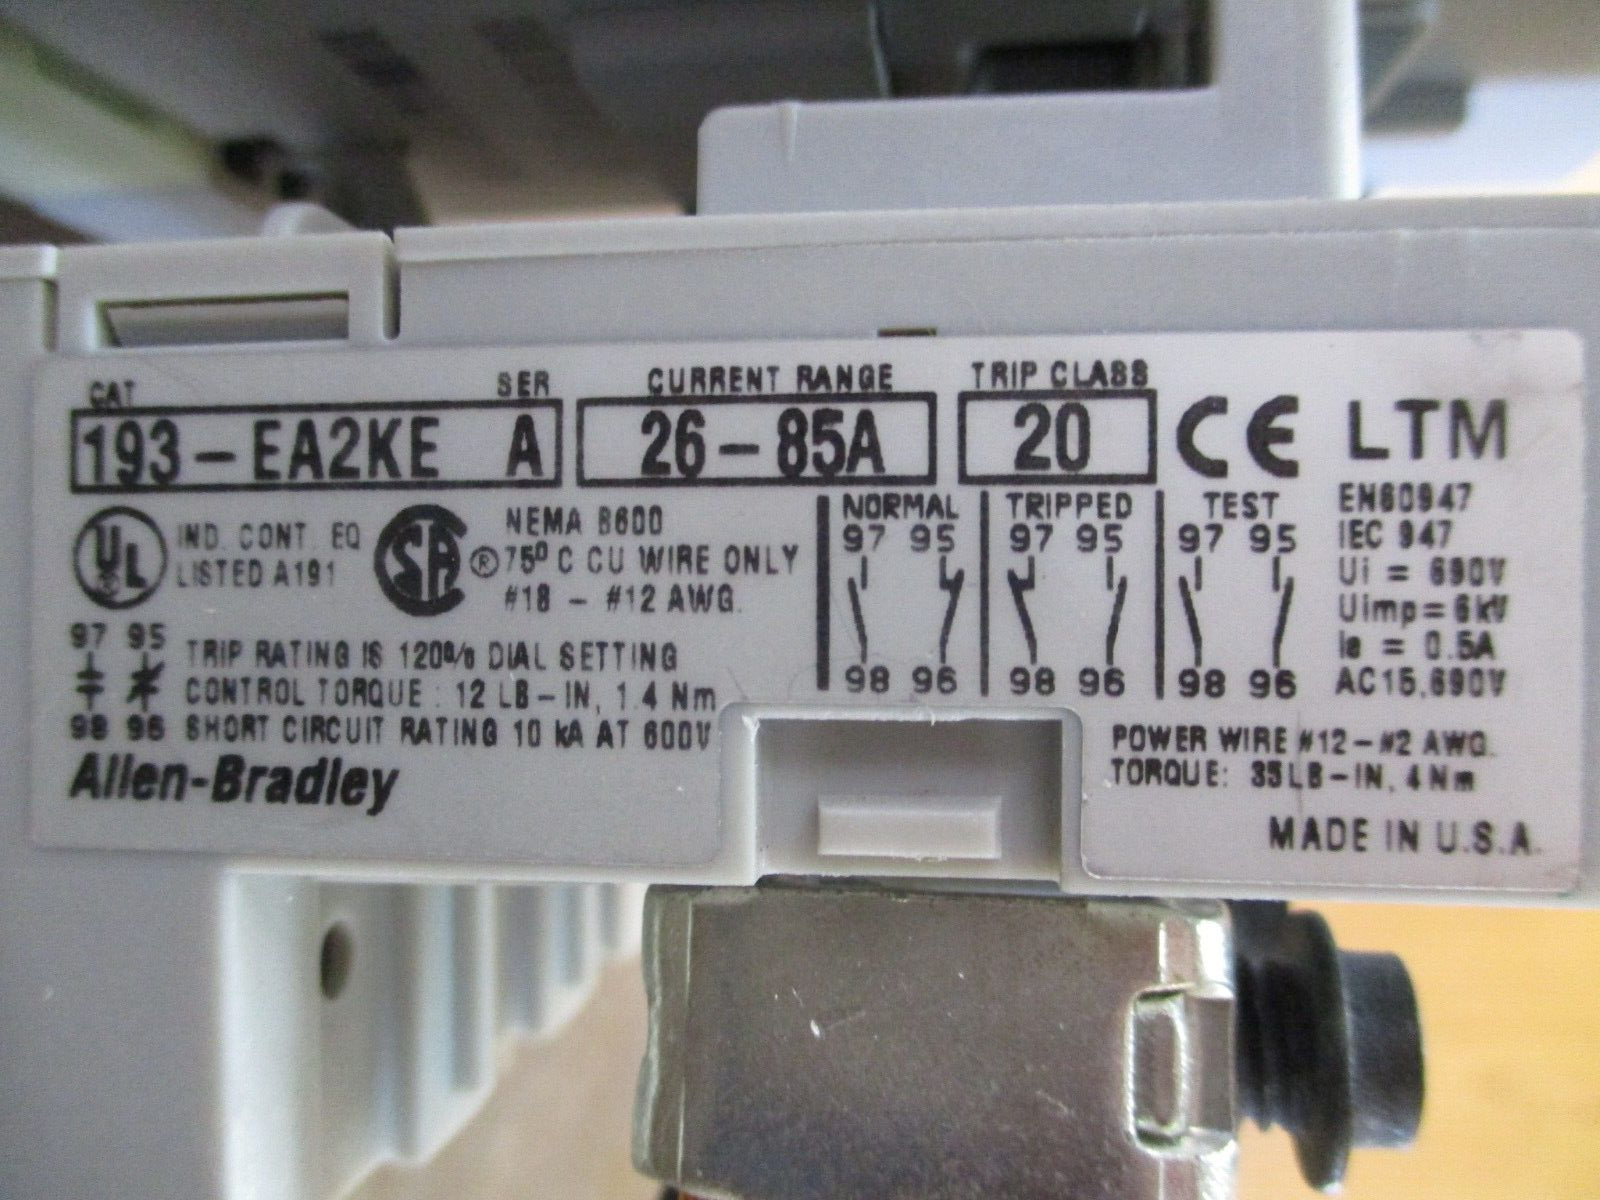 CAT SER CURRENT RANGE TRIP CLASS
193-EA2KE A 26-85A 20 CE LTM
UL IND. CONT. EQ
LISTED A191
SA ® NEMA B600
75° C CU WIRE ONLY
#18 - #12 AWG.
97 95
98 96
TRIP RATING IS 120% DIAL SETTING
CONTROL TORQUE: 12 LB-IN, 1.4 Nm
SHORT CIRCUIT RATING 10 kA AT 600V
Allen-Bradley
NORMAL TRIPPED TEST
97 95 97 95 97 95
98 96 98 96 98 96
EN60947
IEC 947
Ui = 690V
Uimp = 6kV
Ie = 0.5A
AC15,690V
POWER WIRE #12-#2 AWG.
TORQUE: 35LB-IN, 4Nm
MADE IN U.S.A.